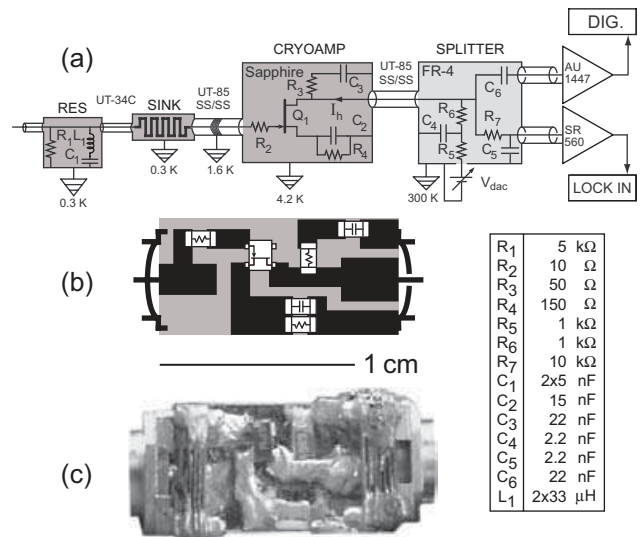 (a)
RES
R1 L1
C1
0.3 K
UT-34C
SINK
0.3 K
UT-85
SS/SS
1.6 K
CRYOAMP
Sapphire
R3
C3
Q1
Ih
R2
C2
R4
4.2 K
UT-85
SS/SS
SPLITTER
FR-4
C6
R6
R7
C4
R5
C5
300 K
Vdac
DIG.
AU
1447
SR
560
LOCK IN
(b)
1 cm
(c)
R1 5 kΩ
R2 10 Ω
R3 50 Ω
R4 150 Ω
R5 1 kΩ
R6 1 kΩ
R7 10 kΩ
C1 2x5 nF
C2 15 nF
C3 22 nF
C4 2.2 nF
C5 2.2 nF
C6 22 nF
L1 2x33 μH